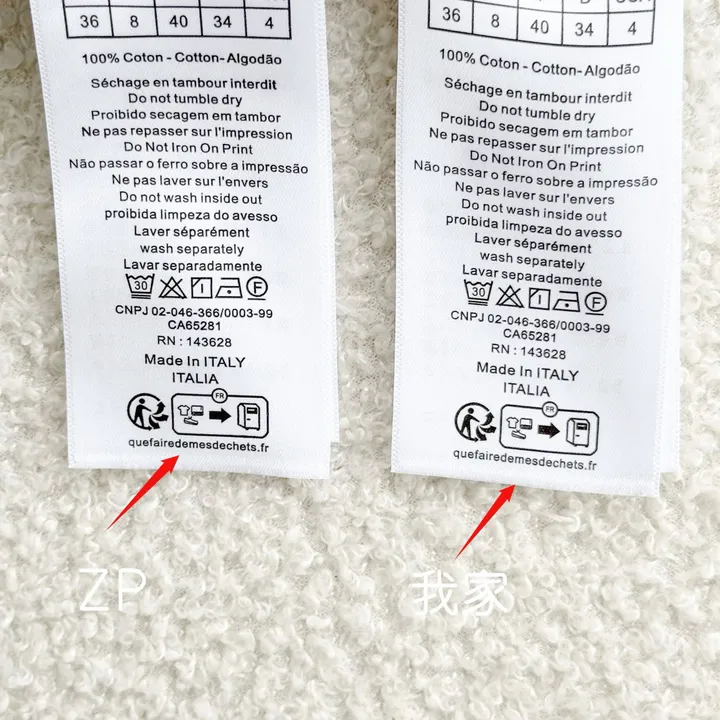 36 8 40 34 4
100% Coton - Cotton- Algodão
Séchage en tambour interdit
Do not tumble dry
Proibido secagem em tambor
Ne pas repasser sur l'impression
Do Not Iron On Print
Não passar o ferro sobre a impressão
Ne pas laver sur l'envers
Do not wash inside out
proibida limpeza do avesso
Laver séparément
wash separately
Lavar separadamente
30 F
CNPJ 02-046-366/0003-99
CA65281
RN : 143628
Made In ITALY
ITALIA
FR
quefairedemesdechets.fr
ZP
36 8 40 34 4
100% Coton - Cotton- Algodão
Séchage en tambour interdit
Do not tumble dry
Proibido secagem em tambor
Ne pas repasser sur l'impression
Do Not Iron On Print
Não passar o ferro sobre a impressão
Ne pas laver sur l'envers
Do not wash inside out
proibida limpeza do avesso
Laver séparément
wash separately
Lavar separadamente
30 F
CNPJ 02-046-366/0003-99
CA65281
RN : 143628
Made In ITALY
ITALIA
FR
quefairedemesdechets.fr
我家